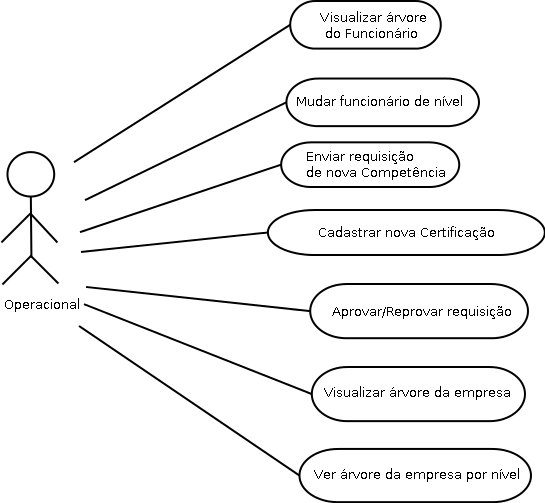 Visualizar árvore
do Funcionário
Mudar funcionário de nível
Enviar requisição
de nova Competência
Cadastrar nova Certificação
Operacional
Aprovar/Reprovar requisição
Visualizar árvore da empresa
Ver árvore da empresa por nível